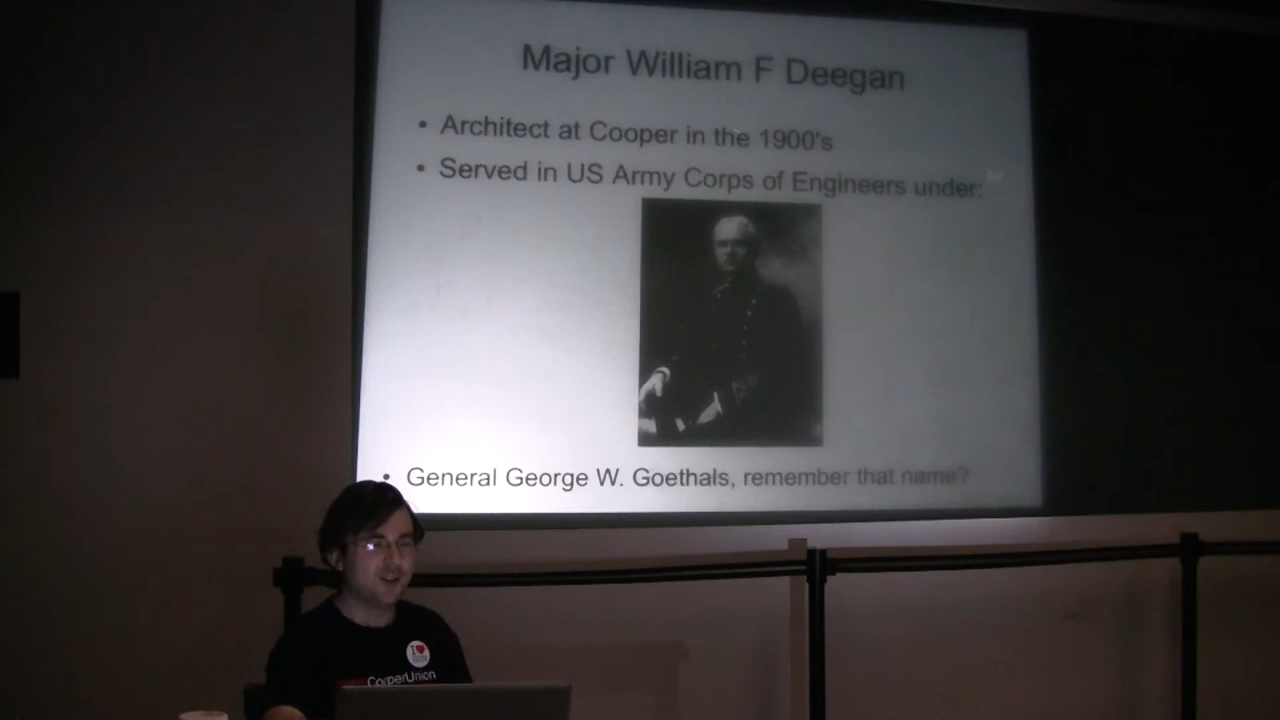 Major William F Deegan
• Architect at Cooper in the 1900's
• Served in US Army Corps of Engineers under:
• General George W. Goethals, remember that name?
I
CooperUnion